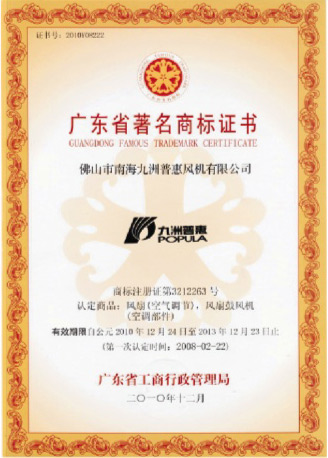 证书号：2010Y08222
广东省著名商标证书
GUANGDONG FAMOUS TRADEMARK CERTIFICATE
佛山市南海九洲普惠风机有限公司
九洲普惠
POPULA
商标注册证第3212263号
认定商品：风扇(空气调节)，风扇鼓风机
(空调部件)
有效期限自公元2010年12月24日至2013年12月23日止
(第一次认定时间：2008-02-22)
广东省工商行政管理局
二〇一〇年十二月